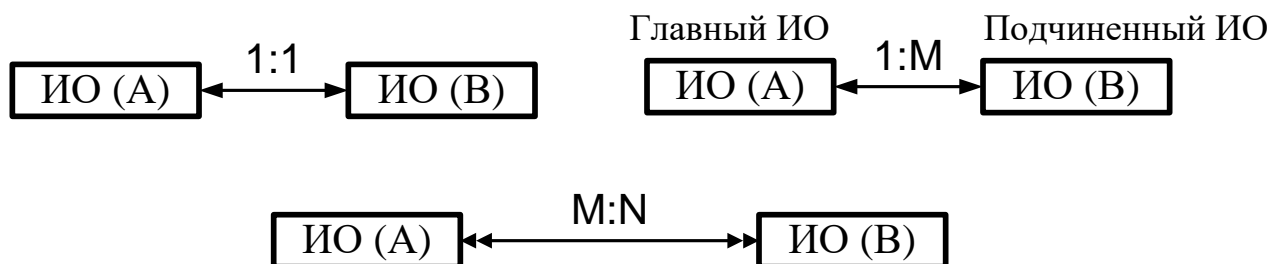 1:1
ИО (А) ИО (В)
Главный ИО Подчиненный ИО
1:М
ИО (А) ИО (В)
M:N
ИО (А) ИО (В)